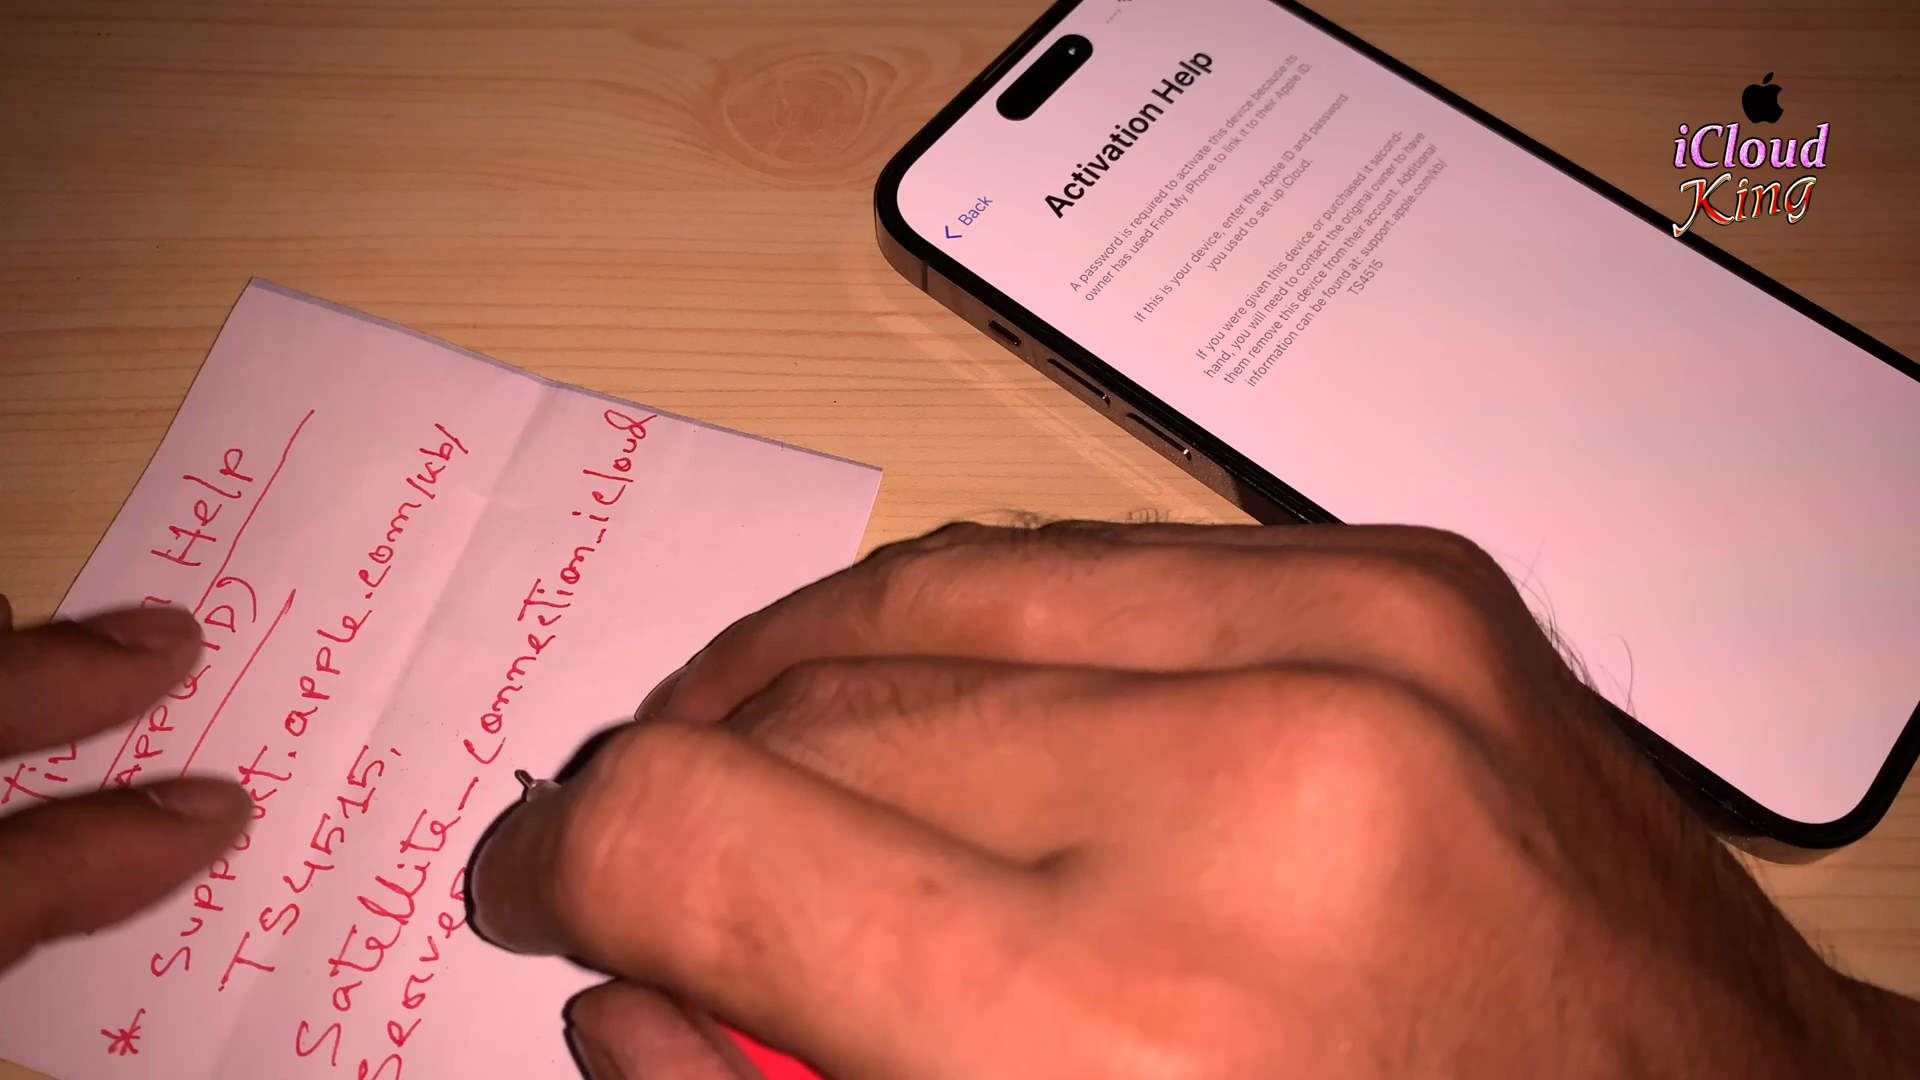 iCloud
King
Back
Activation Help
A password is required to activate this device because its
owner has used Find My iPhone to link it to their Apple ID.
If this is your device, enter the Apple ID and password
you used to set up iCloud.
If you were given this device or purchased it second-
hand, you will need to contact the original owner to have
them remove this device from their account. Additional
information can be found at: support.apple.com/kb/
TS4515
Help
Apple ID)
* Support.apple.com/kb/
TS4515,
Satellite_Connection_icloud
Server